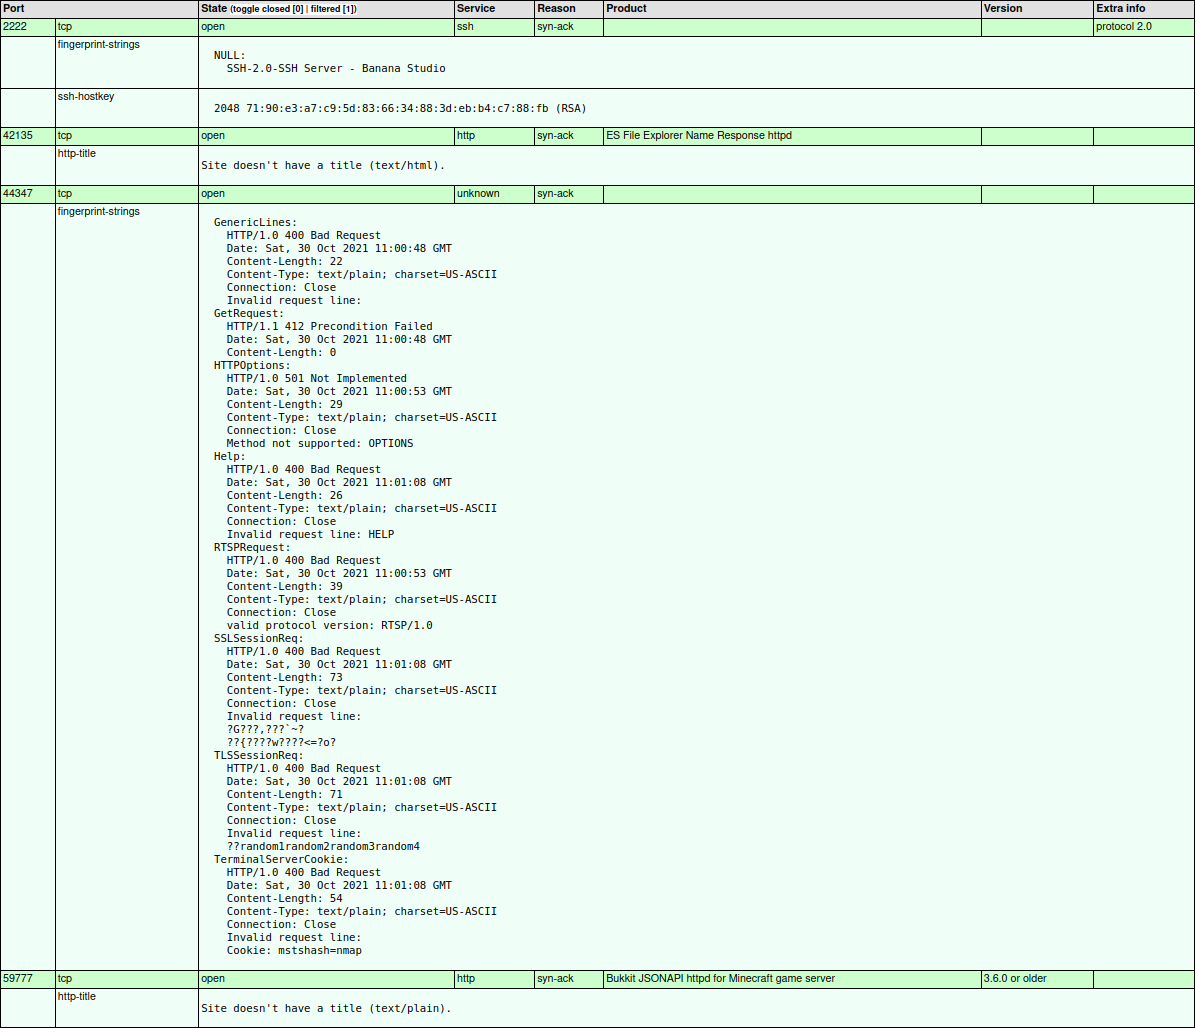 Port State (toggle closed [0] | filtered [1]) Service Reason Product Version Extra info
2222 tcp open ssh syn-ack protocol 2.0
fingerprint-strings
NULL:
SSH-2.0-SSH Server - Banana Studio
ssh-hostkey
2048 71:90:e3:a7:c9:5d:83:66:34:88:3d:eb:b4:c7:88:fb (RSA)
42135 tcp open http syn-ack ES File Explorer Name Response httpd
http-title
Site doesn't have a title (text/html).
44347 tcp open unknown syn-ack
fingerprint-strings
GenericLines:
HTTP/1.0 400 Bad Request
Date: Sat, 30 Oct 2021 11:00:48 GMT
Content-Length: 22
Content-Type: text/plain; charset=US-ASCII
Connection: Close
Invalid request line:
GetRequest:
HTTP/1.1 412 Precondition Failed
Date: Sat, 30 Oct 2021 11:00:48 GMT
Content-Length: 0
HTTPOptions:
HTTP/1.0 501 Not Implemented
Date: Sat, 30 Oct 2021 11:00:53 GMT
Content-Length: 29
Content-Type: text/plain; charset=US-ASCII
Connection: Close
Method not supported: OPTIONS
Help:
HTTP/1.0 400 Bad Request
Date: Sat, 30 Oct 2021 11:01:08 GMT
Content-Length: 26
Content-Type: text/plain; charset=US-ASCII
Connection: Close
Invalid request line: HELP
RTSPRequest:
HTTP/1.0 400 Bad Request
Date: Sat, 30 Oct 2021 11:00:53 GMT
Content-Length: 39
Content-Type: text/plain; charset=US-ASCII
Connection: Close
valid protocol version: RTSP/1.0
SSLSessionReq:
HTTP/1.0 400 Bad Request
Date: Sat, 30 Oct 2021 11:01:08 GMT
Content-Length: 73
Content-Type: text/plain; charset=US-ASCII
Connection: Close
Invalid request line:
?G???,???`~?
??{????w????<=?o?
TLSSessionReq:
HTTP/1.0 400 Bad Request
Date: Sat, 30 Oct 2021 11:01:08 GMT
Content-Length: 71
Content-Type: text/plain; charset=US-ASCII
Connection: Close
Invalid request line:
??random1random2random3random4
TerminalServerCookie:
HTTP/1.0 400 Bad Request
Date: Sat, 30 Oct 2021 11:01:08 GMT
Content-Length: 54
Content-Type: text/plain; charset=US-ASCII
Connection: Close
Invalid request line:
Cookie: mstshash=nmap
59777 tcp open http syn-ack Bukkit JSONAPI httpd for Minecraft game server 3.6.0 or older
http-title
Site doesn't have a title (text/plain).